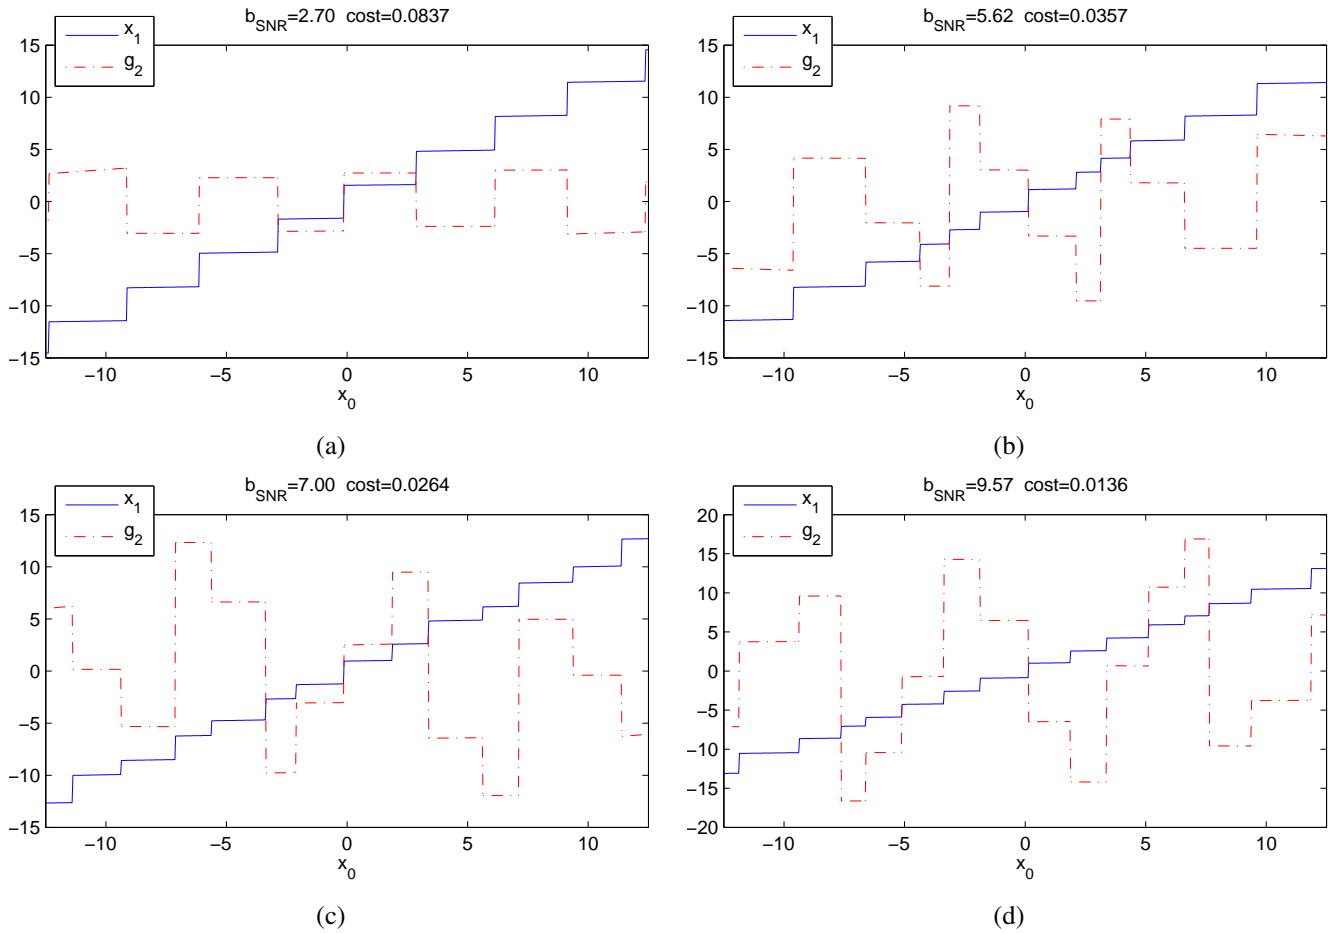 b_SNR=2.70 cost=0.0837
x_1
g_2
15
10
5
0
−5
−10
−15
−10 −5 0 5 10
x_0
(a)
b_SNR=5.62 cost=0.0357
x_1
g_2
15
10
5
0
−5
−10
−15
−10 −5 0 5 10
x_0
(b)
b_SNR=7.00 cost=0.0264
x_1
g_2
15
10
5
0
−5
−10
−15
−10 −5 0 5 10
x_0
(c)
b_SNR=9.57 cost=0.0136
x_1
g_2
20
15
10
5
0
−5
−10
−15
−20
−10 −5 0 5 10
x_0
(d)